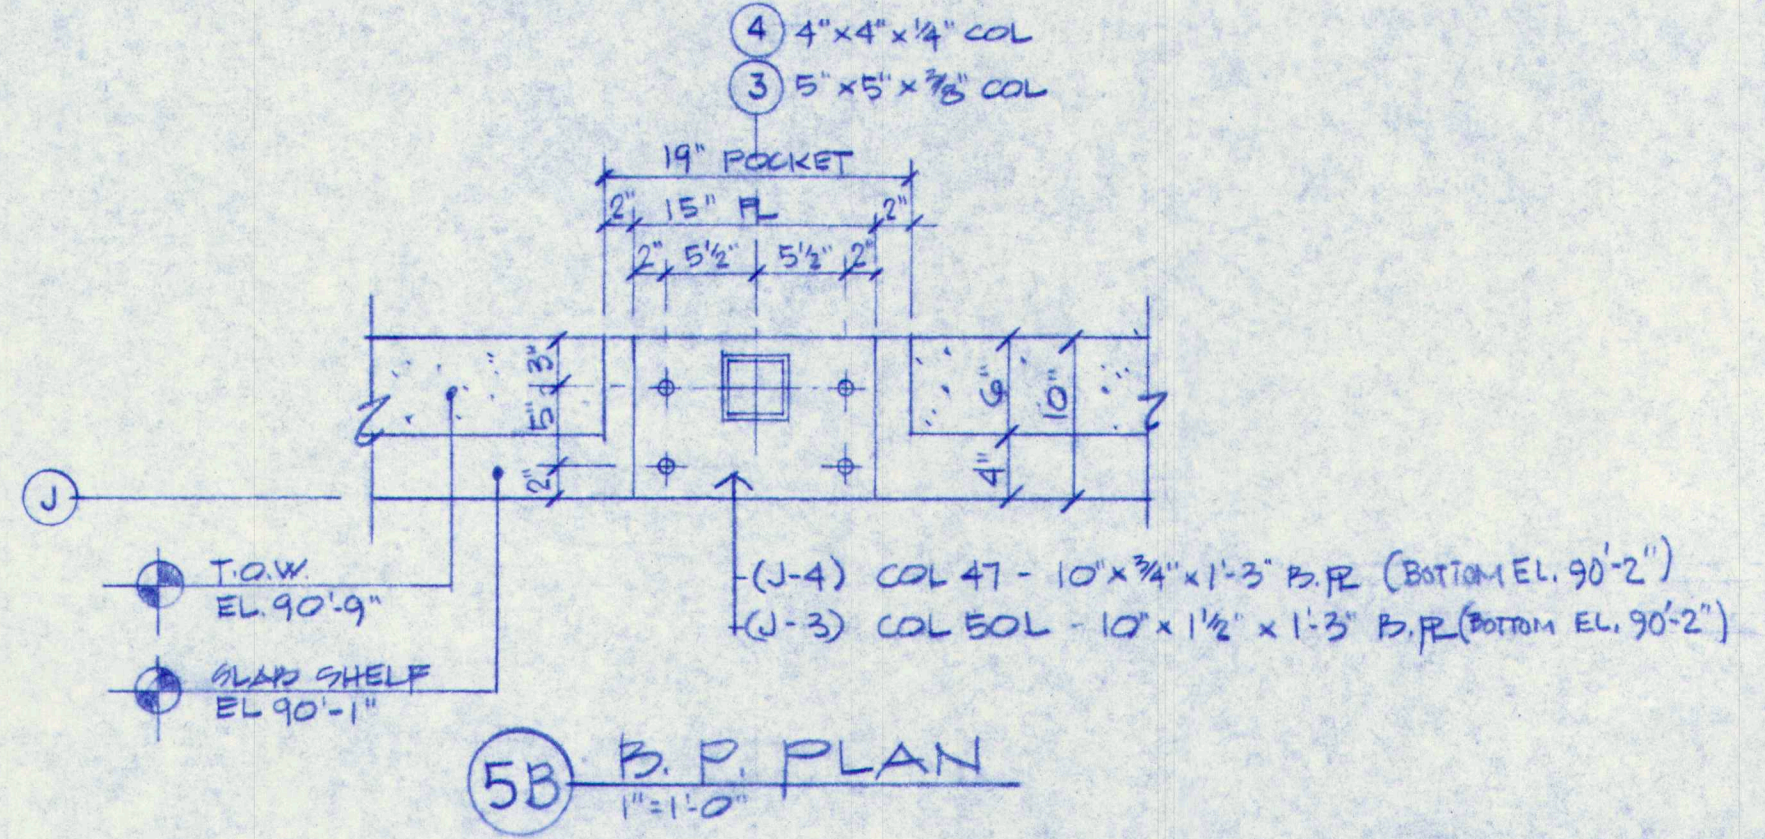 4 4"x4"x1/4" COL
3 5"x5"x3/8" COL
19" POCKET
2" 15" PL 2"
2" 5 1/2" 5 1/2" 2"
3"
5"
2"
6"
10"
4"
J
T.O.W.
EL. 90'-9"
(J-4) COL 47 - 10"x3/4"x1'-3" B.PL (BOTTOM EL. 90'-2")
(J-3) COL 50L - 10"x 1 1/2" x 1'-3" B.PL (BOTTOM EL. 90'-2")
SLAB SHELF
EL 90'-1"
5B B. P. PLAN
1"=1'-0"